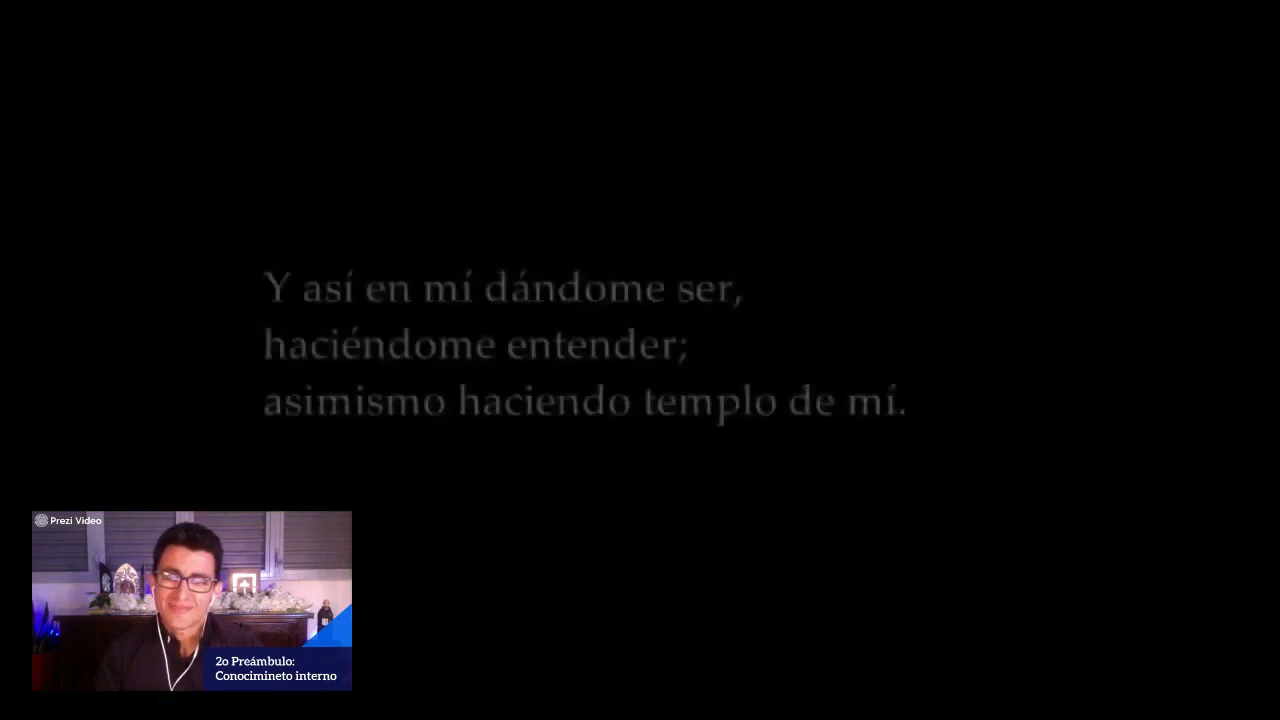 Y así en mí dándome ser,
haciéndome entender;
asimismo haciendo templo de mí.
Prezi Video
2o Preámbulo:
Conocimineto interno